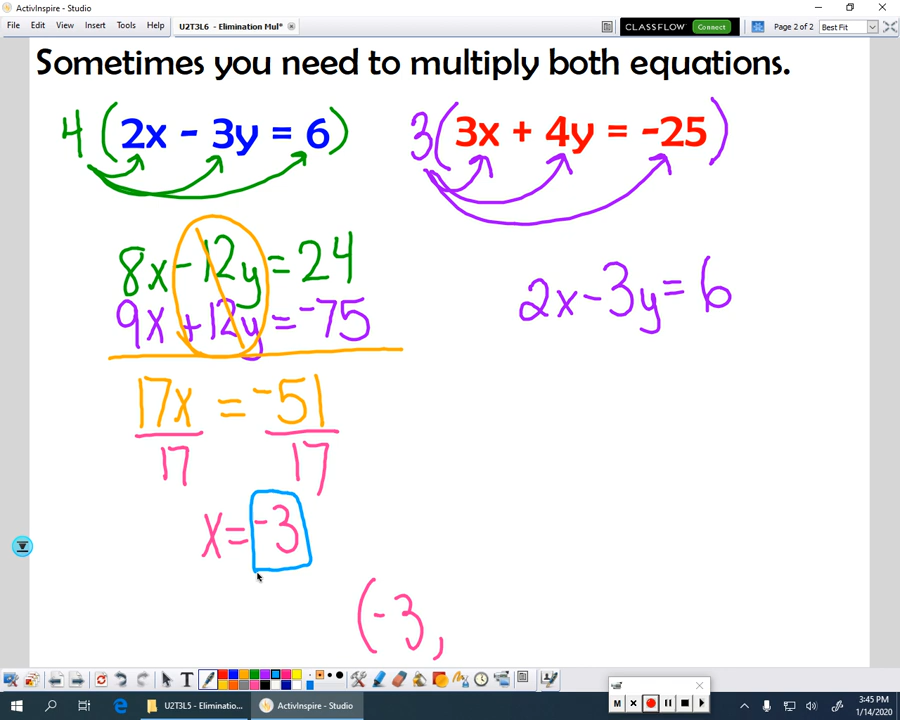 ActivInspire - Studio
File Edit View Insert Tools Help U2T3L6 - Elimination Mul* CLASSFLOW Connect Page 2 of 2 Best Fit
Sometimes you need to multiply both equations.
4(2x - 3y = 6)
3(3x + 4y = -25)
8x - 12y = 24
9x + 12y = -75
17x = -51
17 17
x = -3
2x - 3y = 6
(-3,
T
M
U2T3L5 - Eliminatio... ActivInspire - Studio 3:45 PM
1/14/2020